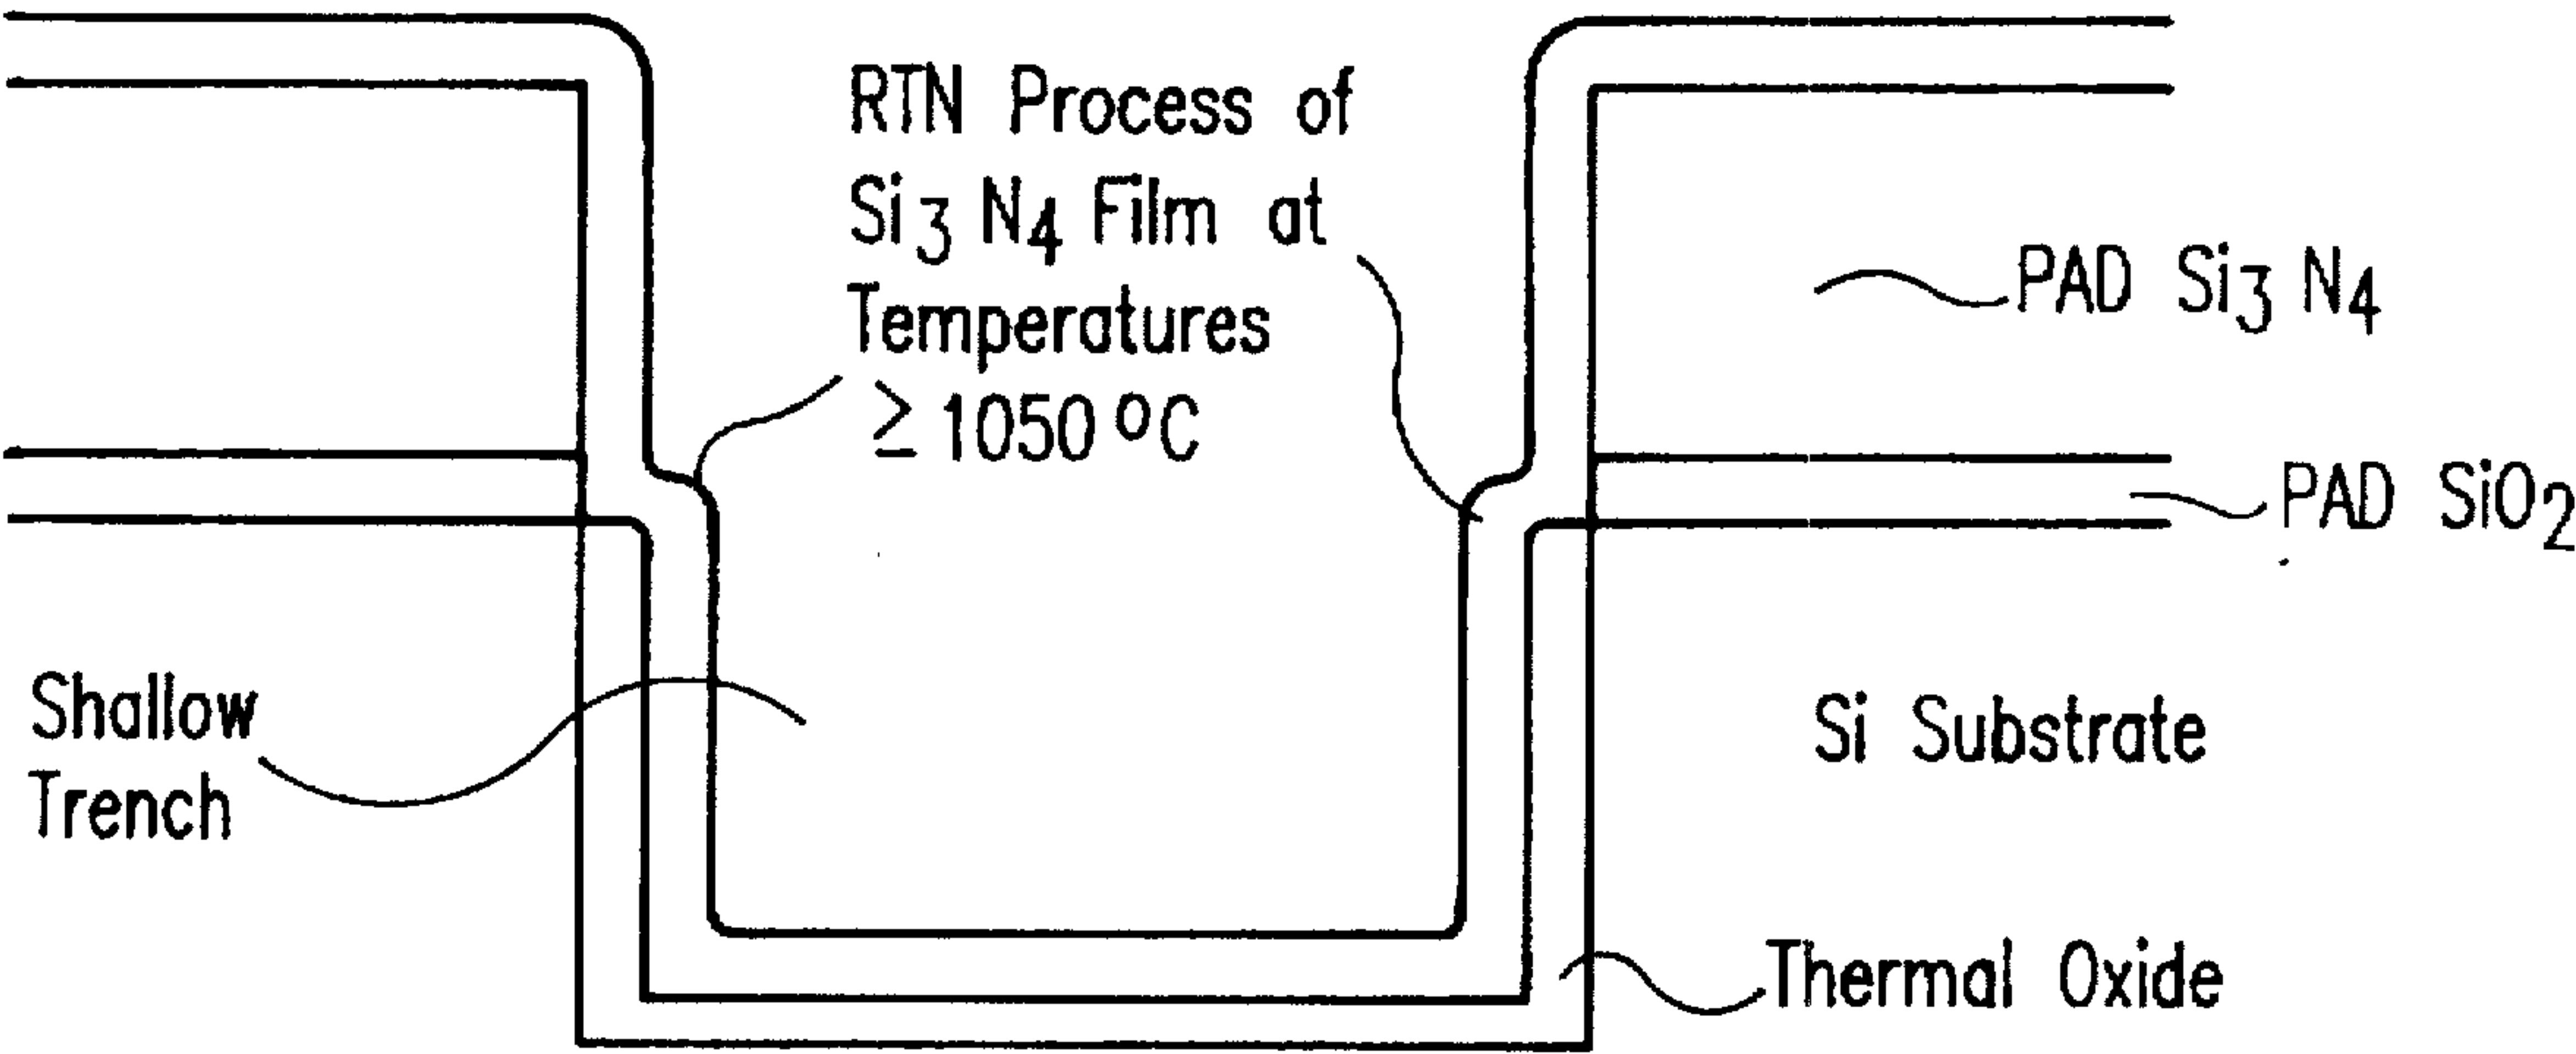 RTN Process of
Si3 N4 Film at
Temperatures
≥ 1050 °C
PAD Si3 N4
PAD SiO2
Shallow
Trench
Si Substrate
Thermal Oxide